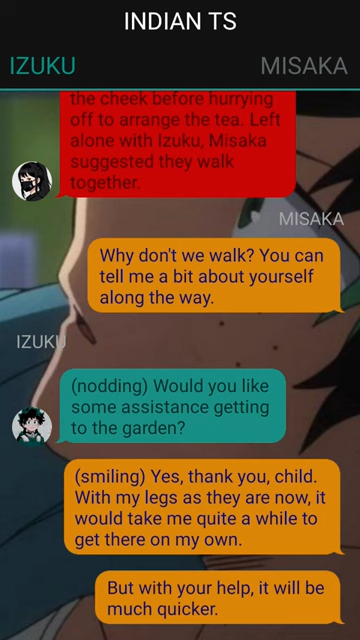 INDIAN TS
IZUKU
MISAKA
the cheek before hurrying
off to arrange the tea. Left
alone with Izuku, Misaka
suggested they walk
together.
MISAKA
Why don't we walk? You can
tell me a bit about yourself
along the way.
IZUKU
(nodding) Would you like
some assistance getting
to the garden?
(smiling) Yes, thank you, child.
With my legs as they are now, it
would take me quite a while to
get there on my own.
But with your help, it will be
much quicker.